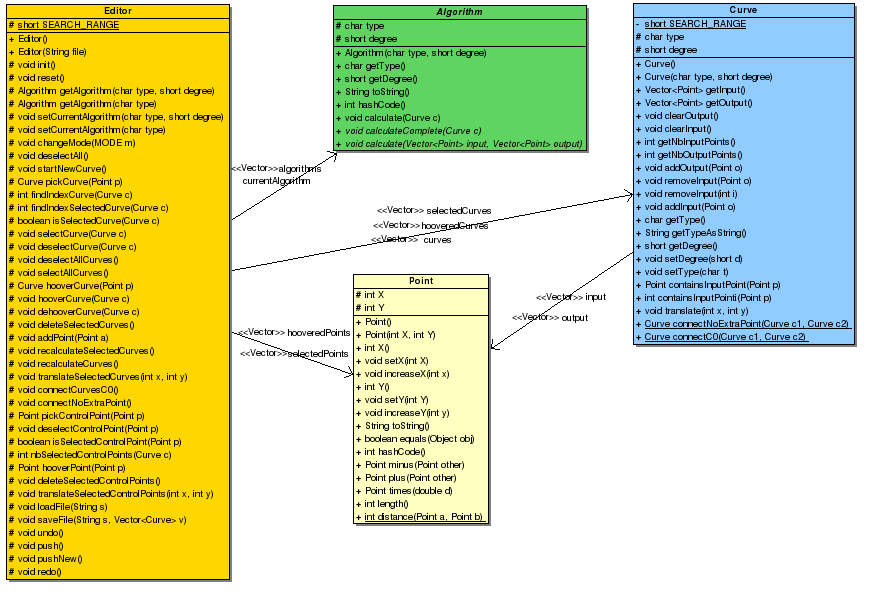 Editor
# short SEARCH_RANGE
+ Editor()
+ Editor(String file)
# void init()
# void reset()
# Algorithm getAlgorithm(char type, short degree)
# Algorithm getAlgorithm(char type)
# void setCurrentAlgorithm(char type, short degree)
# void setCurrentAlgorithm(char type)
# void changeMode(MODE m)
# void deselectAll()
# void startNewCurve()
# Curve pickCurve(Point p)
# int findIndexCurve(Curve c)
# int findIndexSelectedCurve(Curve c)
# boolean isSelectedCurve(Curve c)
# void selectCurve(Curve c)
# void deselectCurve(Curve c)
# void deselectAllCurves()
# void selectAllCurves()
# Curve hooverCurve(Point p)
# void hooverCurve(Curve c)
# void dehooverCurve(Curve c)
# void deleteSelectedCurves()
# void addPoint(Point a)
# void recalculateSelectedCurves()
# void recalculateCurves()
# void translateSelectedCurves(int x, int y)
# void connectCurvesC0()
# void connectNoExtraPoint()
# Point pickControlPoint(Point p)
# void deselectControlPoint(Point p)
# boolean isSelectedControlPoint(Point p)
# int nbSelectedControlPoints(Curve c)
# Point hooverPoint(Point p)
# void deleteSelectedControlPoints()
# void translateSelectedControlPoints(int x, int y)
# void loadFile(String s)
# void saveFile(String s, Vector<Curve> v)
# void undo()
# void push()
# void pushNew()
# void redo()
<<Vector>>algorithms
currentAlgorithm
<<Vector>> selectedCurves
<<Vector>>hooveredCurves
<<Vector>> curves
<<Vector>> hooveredPoints
<<Vector>>selectedPoints
Algorithm
# char type
# short degree
+ Algorithm(char type, short degree)
+ char getType()
+ short getDegree()
+ String toString()
+ int hashCode()
+ void calculate(Curve c)
+ void calculateComplete(Curve c)
+ void calculate(Vector<Point> input, Vector<Point> output)
Point
# int X
# int Y
+ Point()
+ Point(int X, int Y)
+ int X()
+ void setX(int X)
+ void increaseX(int x)
+ int Y()
+ void setY(int Y)
+ void increaseY(int y)
+ String toString()
+ boolean equals(Object obj)
+ int hashCode()
+ Point minus(Point other)
+ Point plus(Point other)
+ Point times(double d)
+ int length()
+ int distance(Point a, Point b)
<<Vector>> input
<<Vector>> output
Curve
- short SEARCH_RANGE
# char type
# short degree
+ Curve()
+ Curve(char type, short degree)
+ Vector<Point> getInput()
+ Vector<Point> getOutput()
+ void clearOutput()
+ void clearInput()
+ int getNbInputPoints()
+ int getNbOutputPoints()
+ void addOutput(Point o)
+ void removeInput(Point o)
+ void removeInput(int i)
+ void addInput(Point o)
+ char getType()
+ String getTypeAsString()
+ short getDegree()
+ void setDegree(short d)
+ void setType(char t)
+ Point containsInputPoint(Point p)
+ int containsInputPointi(Point p)
+ void translate(int x, int y)
+ Curve connectNoExtraPoint(Curve c1, Curve c2)
+ Curve connectC0(Curve c1, Curve c2)